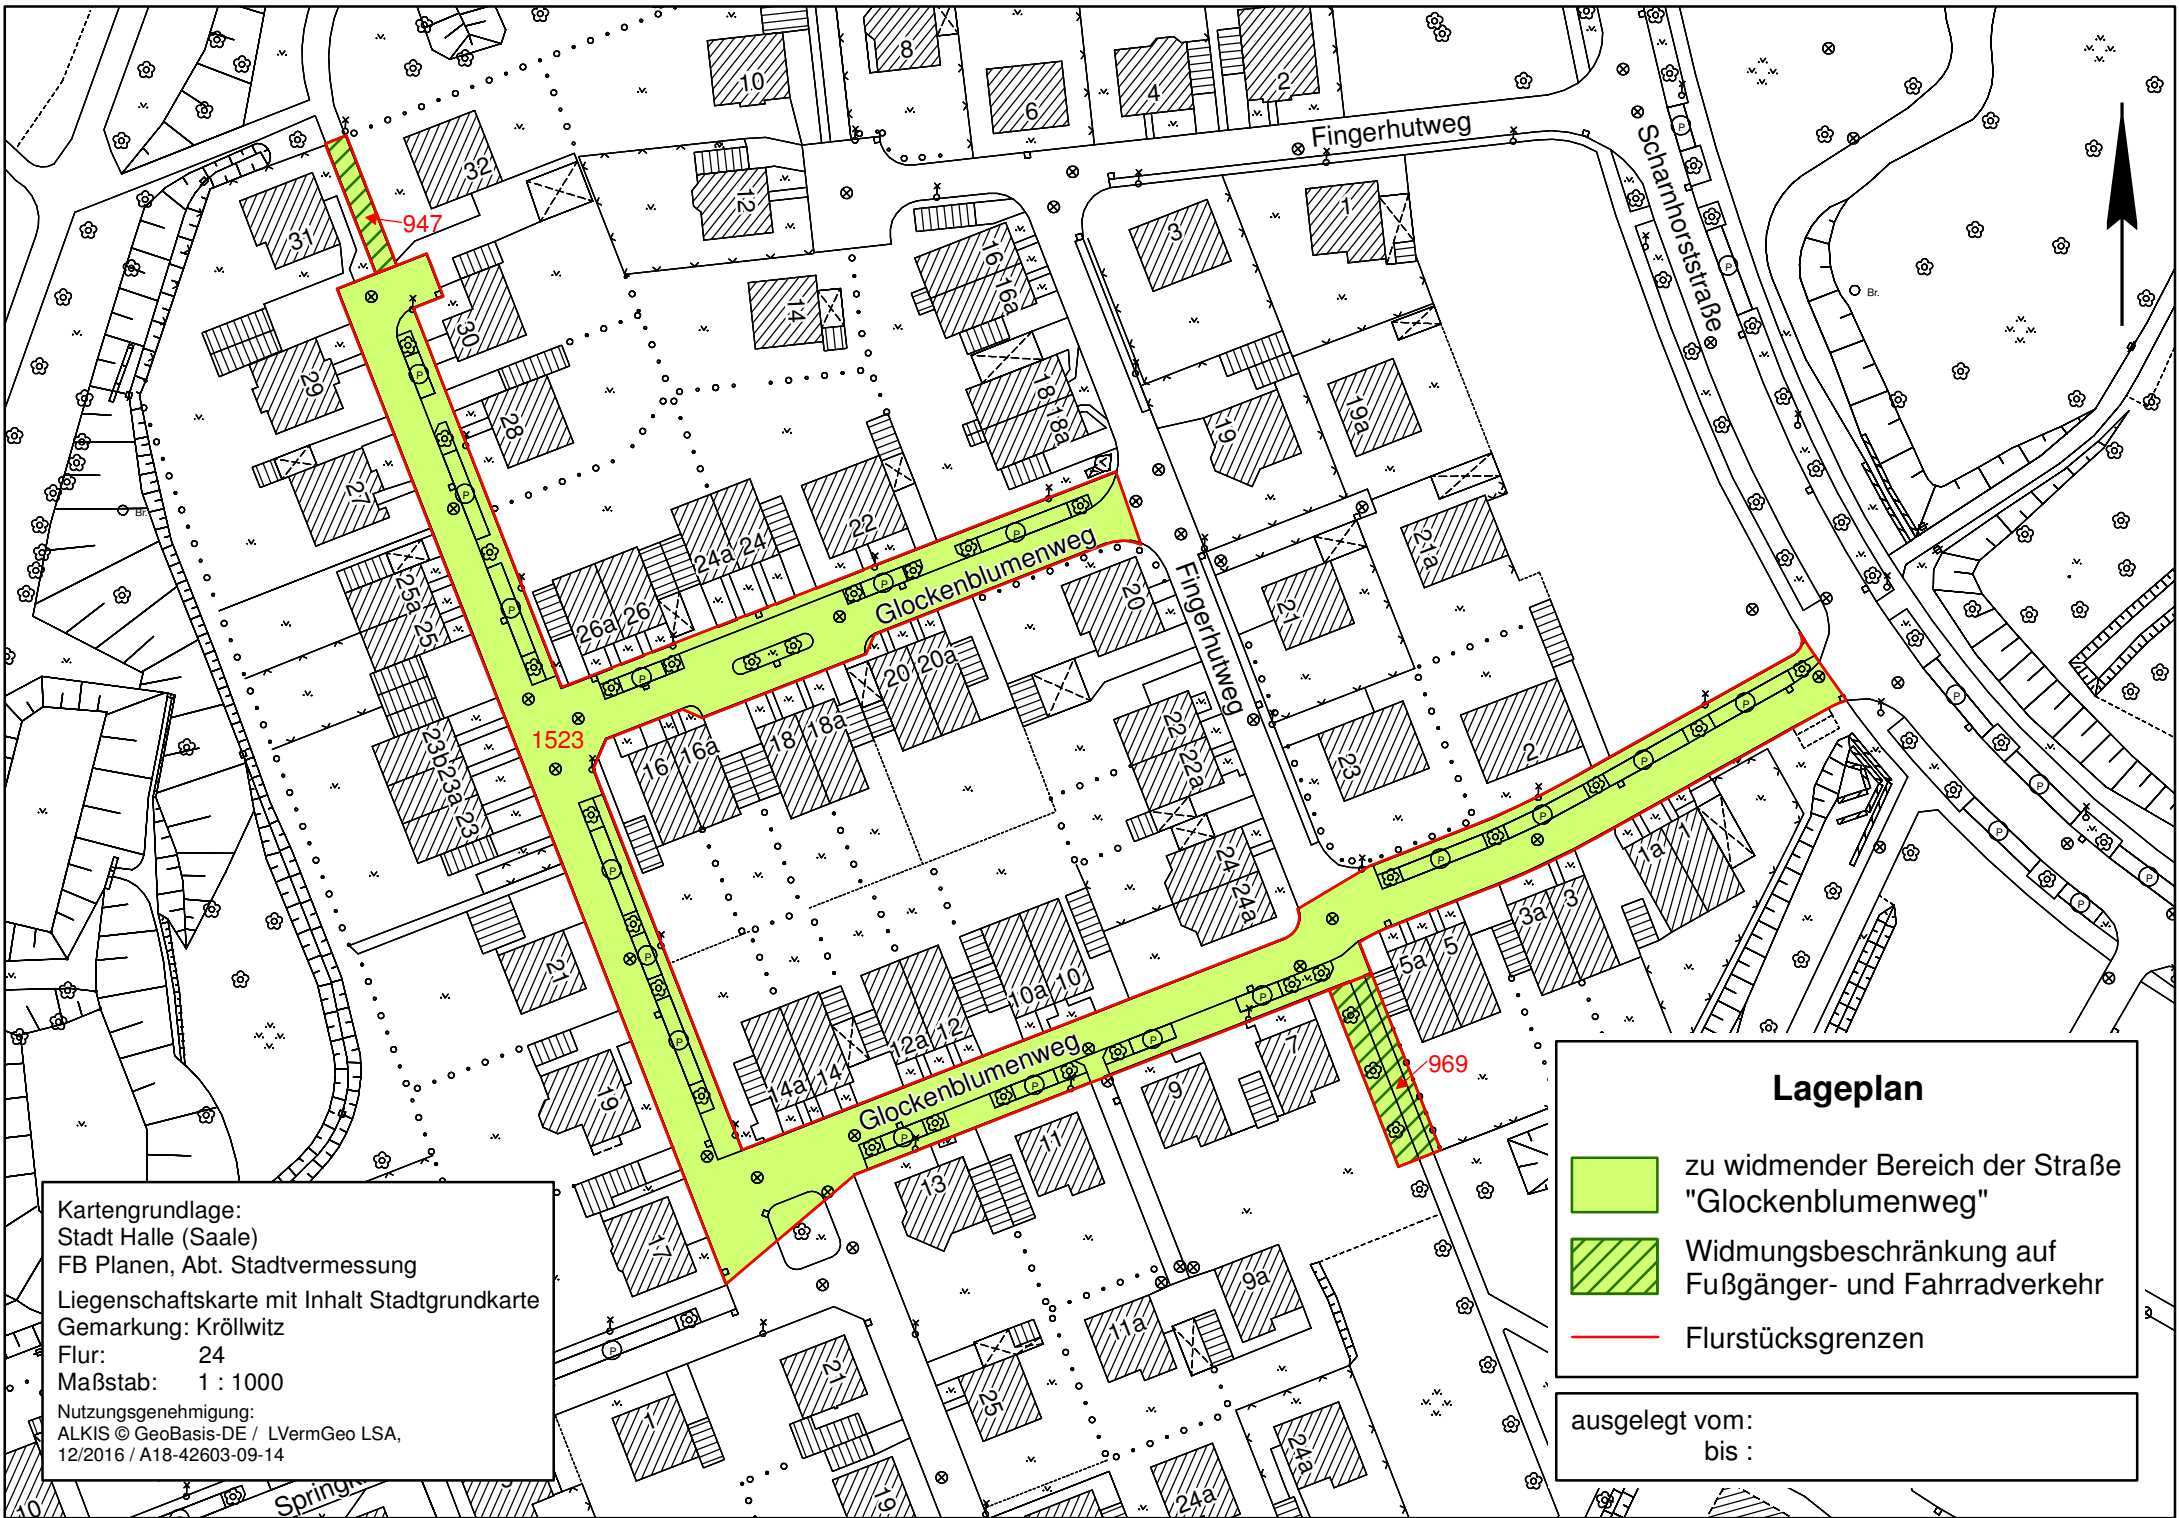 10
8
6
4
2
Fingerhutweg
Scharnhorststraße
32
12
31
947
3
1
16
16a
14
30
29
28
18
18a
19
19a
27
22
24a 24
21a
Glockenblumenweg
20
Fingerhutweg
21
25a
25
26a 26
20 20a
1523
16 16a
18 18a
22
22a
23
2
23b
23a
23
24
24a
1a 1
3a 3
5a 5
21
10a 10
12a 12
14a 14
Glockenblumenweg
7
9
969
19
11
13
17
9a
11a
21
25
1
24a
19
24a
10
Br.
Br.
P
Lageplan
zu widmender Bereich der Straße
"Glockenblumenweg"
Widmungsbeschränkung auf
Fußgänger- und Fahrradverkehr
Flurstücksgrenzen
ausgelegt vom:
bis :
Kartengrundlage:
Stadt Halle (Saale)
FB Planen, Abt. Stadtvermessung
Liegenschaftskarte mit Inhalt Stadtgrundkarte
Gemarkung: Kröllwitz
Flur: 24
Maßstab: 1 : 1000
Nutzungsgenehmigung:
ALKIS © GeoBasis-DE / LVermGeo LSA,
12/2016 / A18-42603-09-14